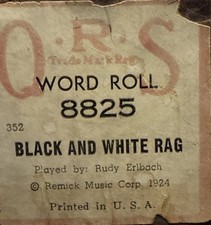 Q·R·S
Trade Mark Reg.
WORD ROLL
8825
352
BLACK AND WHITE RAG
Played by: Rudy Erlbach
© Remick Music Corp. 1924
Printed in U. S. A.